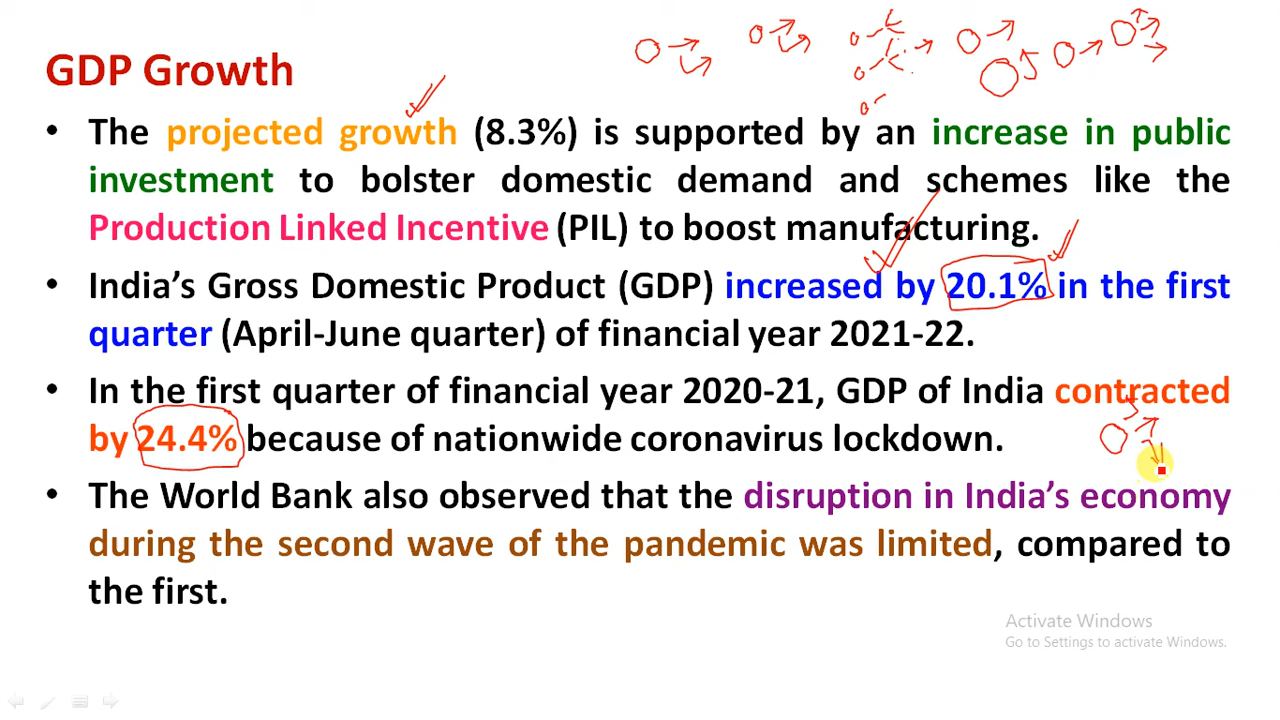 GDP Growth
• The projected growth (8.3%) is supported by an increase in public
investment to bolster domestic demand and schemes like the
Production Linked Incentive (PIL) to boost manufacturing.
• India’s Gross Domestic Product (GDP) increased by 20.1% in the first
quarter (April-June quarter) of financial year 2021-22.
• In the first quarter of financial year 2020-21, GDP of India contracted
by 24.4% because of nationwide coronavirus lockdown.
• The World Bank also observed that the disruption in India’s economy
during the second wave of the pandemic was limited, compared to
the first.
Activate Windows
Go to Settings to activate Windows.